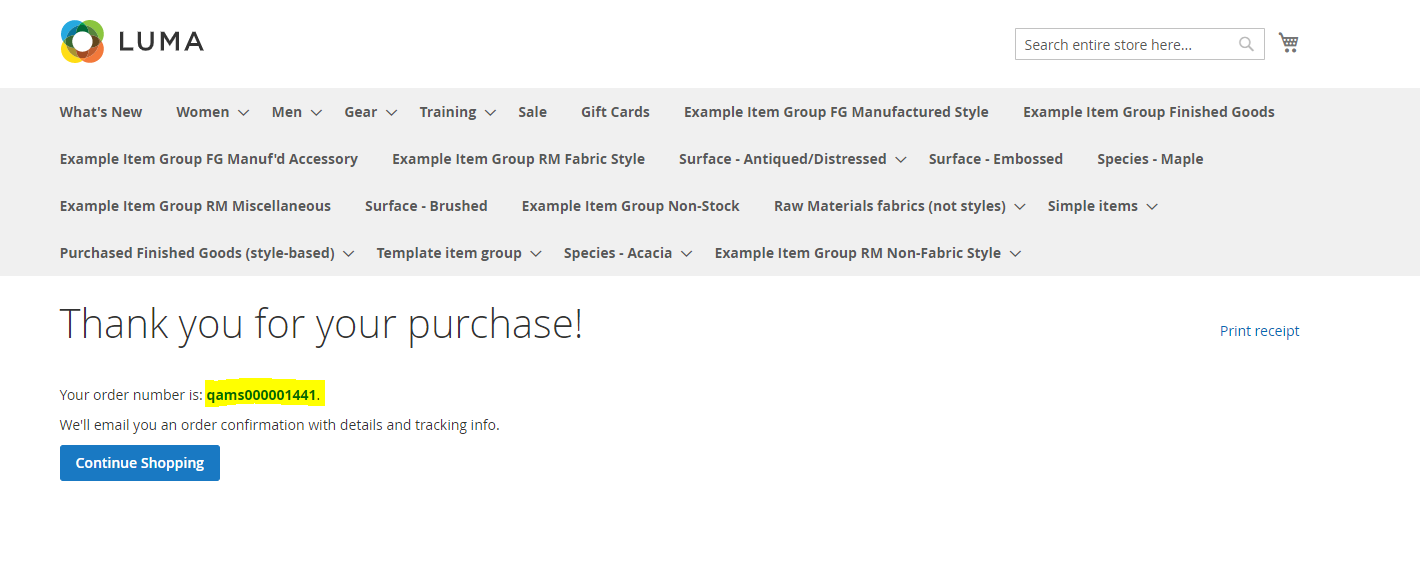 LUMA
Search entire store here...
What's New Women Men Gear Training Sale Gift Cards Example Item Group FG Manufactured Style Example Item Group Finished Goods
Example Item Group FG Manuf'd Accessory Example Item Group RM Fabric Style Surface - Antiqued/Distressed Surface - Embossed Species - Maple
Example Item Group RM Miscellaneous Surface - Brushed Example Item Group Non-Stock Raw Materials fabrics (not styles) Simple items
Purchased Finished Goods (style-based) Template item group Species - Acacia Example Item Group RM Non-Fabric Style
Thank you for your purchase!
Print receipt
Your order number is: qams000001441.
We'll email you an order confirmation with details and tracking info.
Continue Shopping